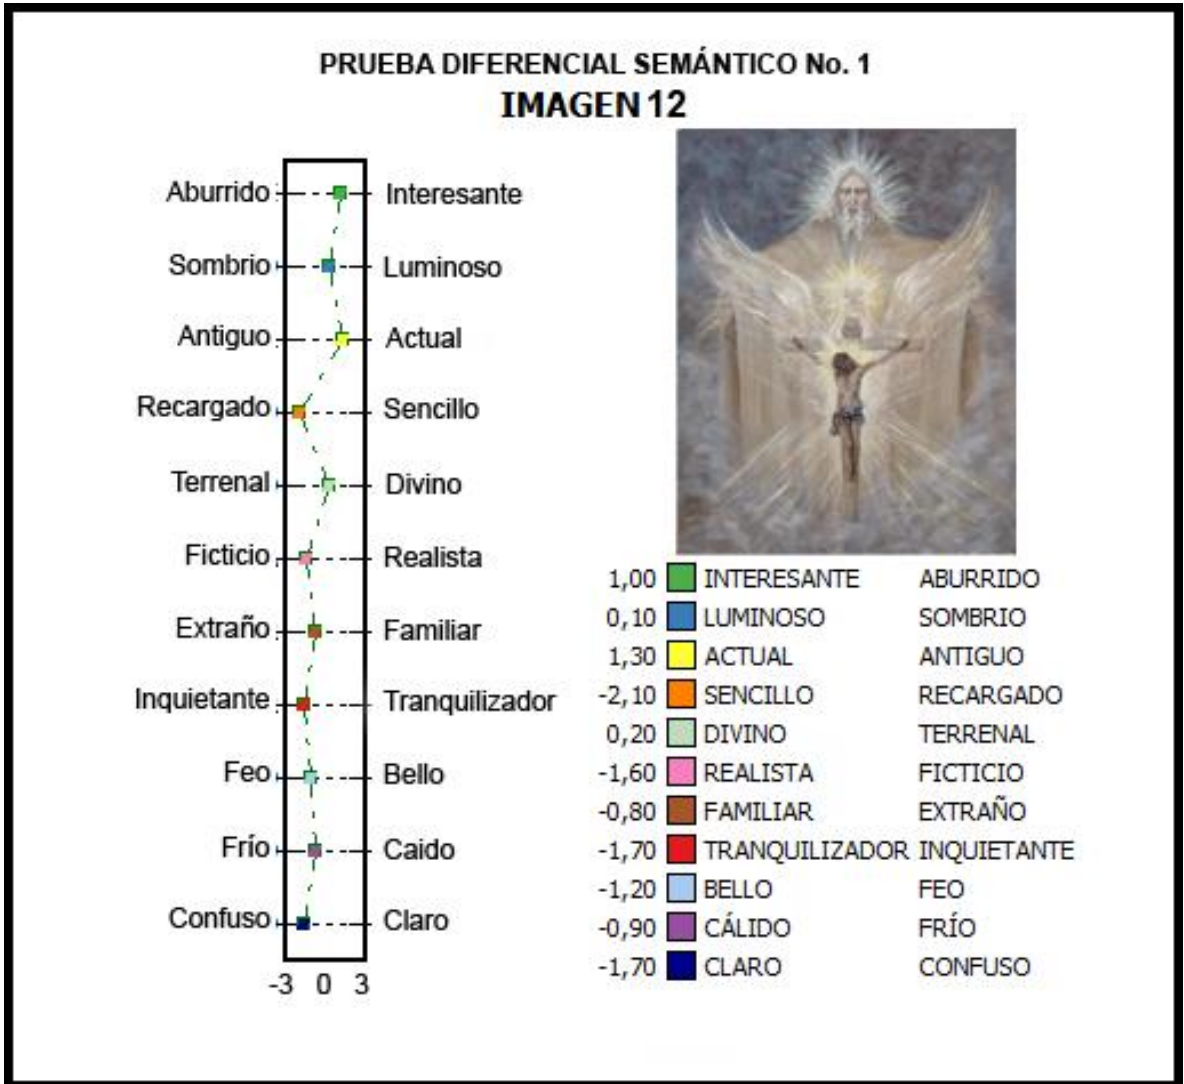 PRUEBA DIFERENCIAL SEMÁNTICO No. 1
IMAGEN 12
Aburrido Interesante
Sombrio Luminoso
Antiguo Actual
Recargado Sencillo
Terrenal Divino
Ficticio Realista
Extraño Familiar
Inquietante Tranquilizador
Feo Bello
Frío Caido
Confuso Claro
-3 0 3
1,00 INTERESANTE ABURRIDO
0,10 LUMINOSO SOMBRIO
1,30 ACTUAL ANTIGUO
-2,10 SENCILLO RECARGADO
0,20 DIVINO TERRENAL
-1,60 REALISTA FICTICIO
-0,80 FAMILIAR EXTRAÑO
-1,70 TRANQUILIZADOR INQUIETANTE
-1,20 BELLO FEO
-0,90 CÁLIDO FRÍO
-1,70 CLARO CONFUSO